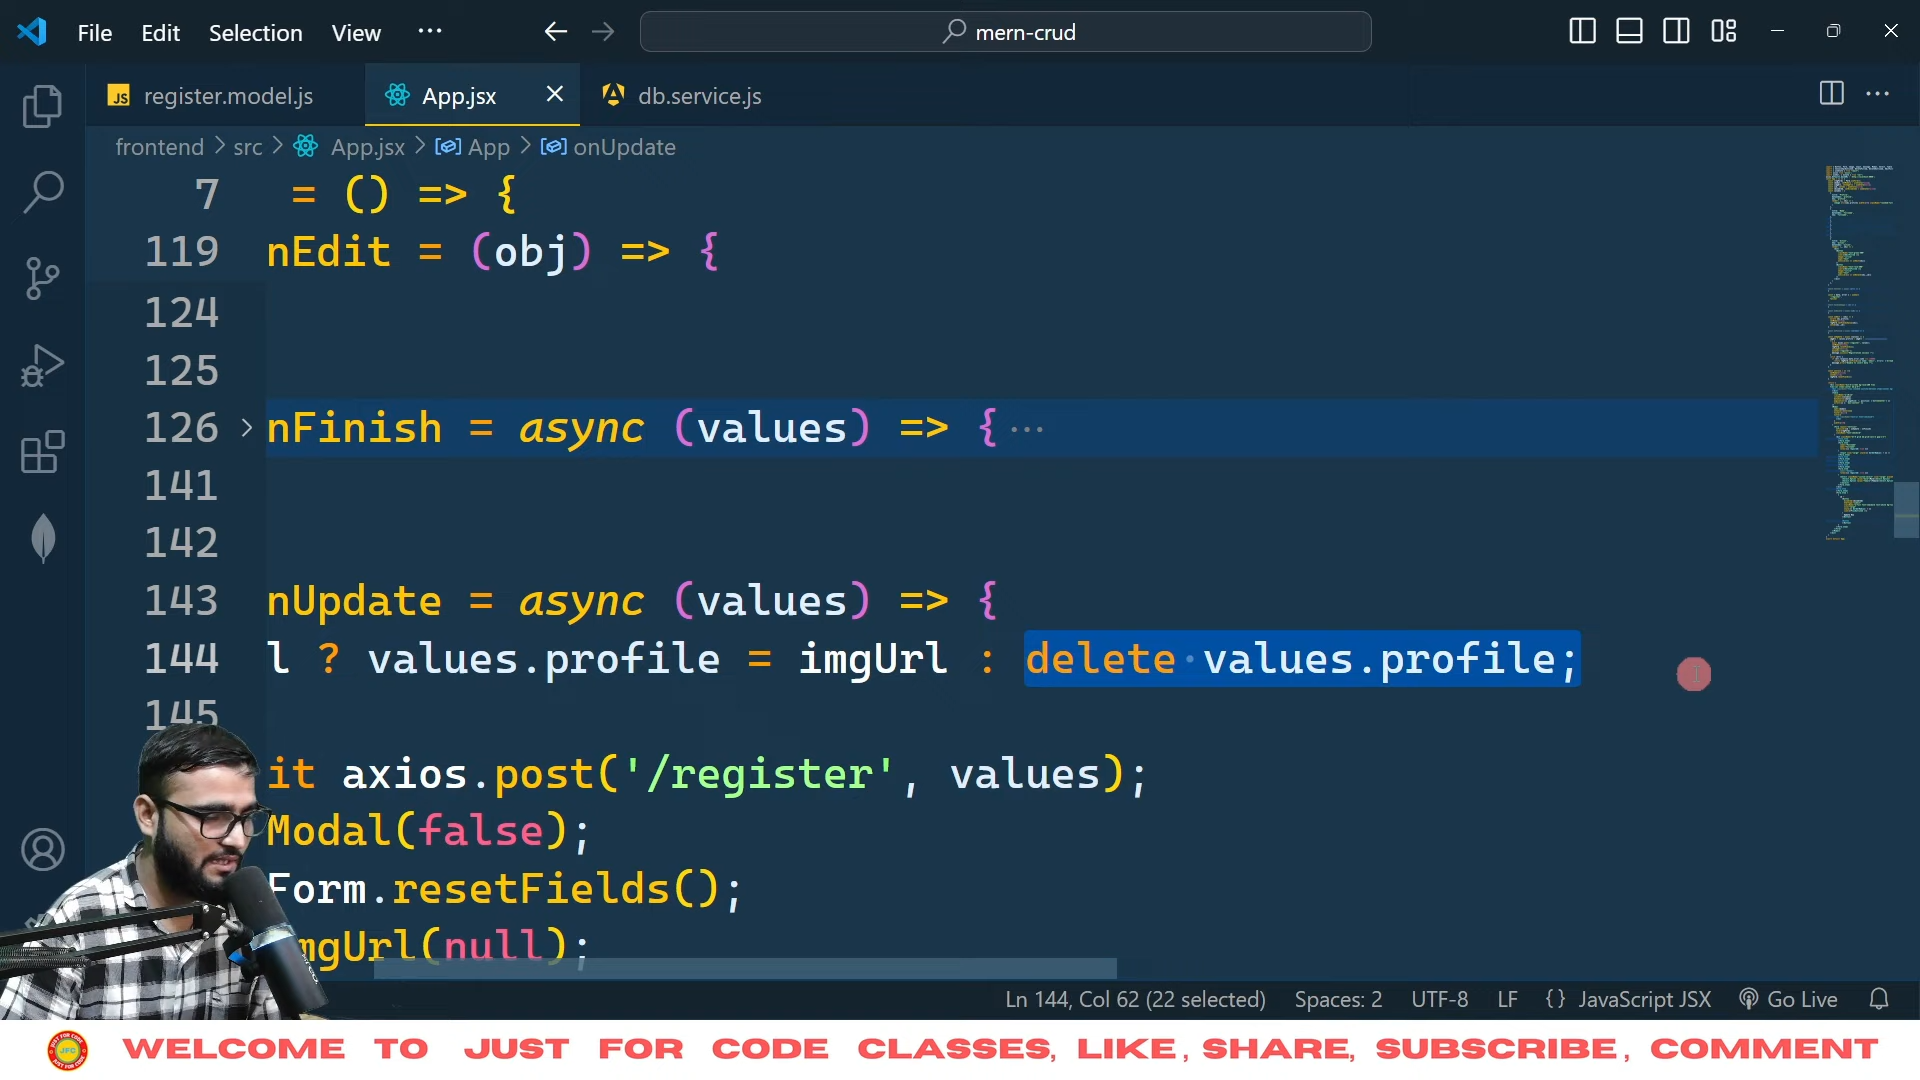 File Edit Selection View ··· mern-crud
register.model.js App.jsx db.service.js
frontend > src > App.jsx > App > onUpdate
7 = () => {
119 nEdit = (obj) => {
124
125
126 nFinish = async (values) => { ···
141
142
143 nUpdate = async (values) => {
144 l ? values.profile = imgUrl : delete values.profile;
145
it axios.post('/register', values);
Modal(false);
Form.resetFields();
mgUrl(null);
Ln 144, Col 62 (22 selected) Spaces: 2 UTF-8 LF {} JavaScript JSX Go Live
WELCOME TO JUST FOR CODE CLASSES, LIKE, SHARE, SUBSCRIBE, COMMENT